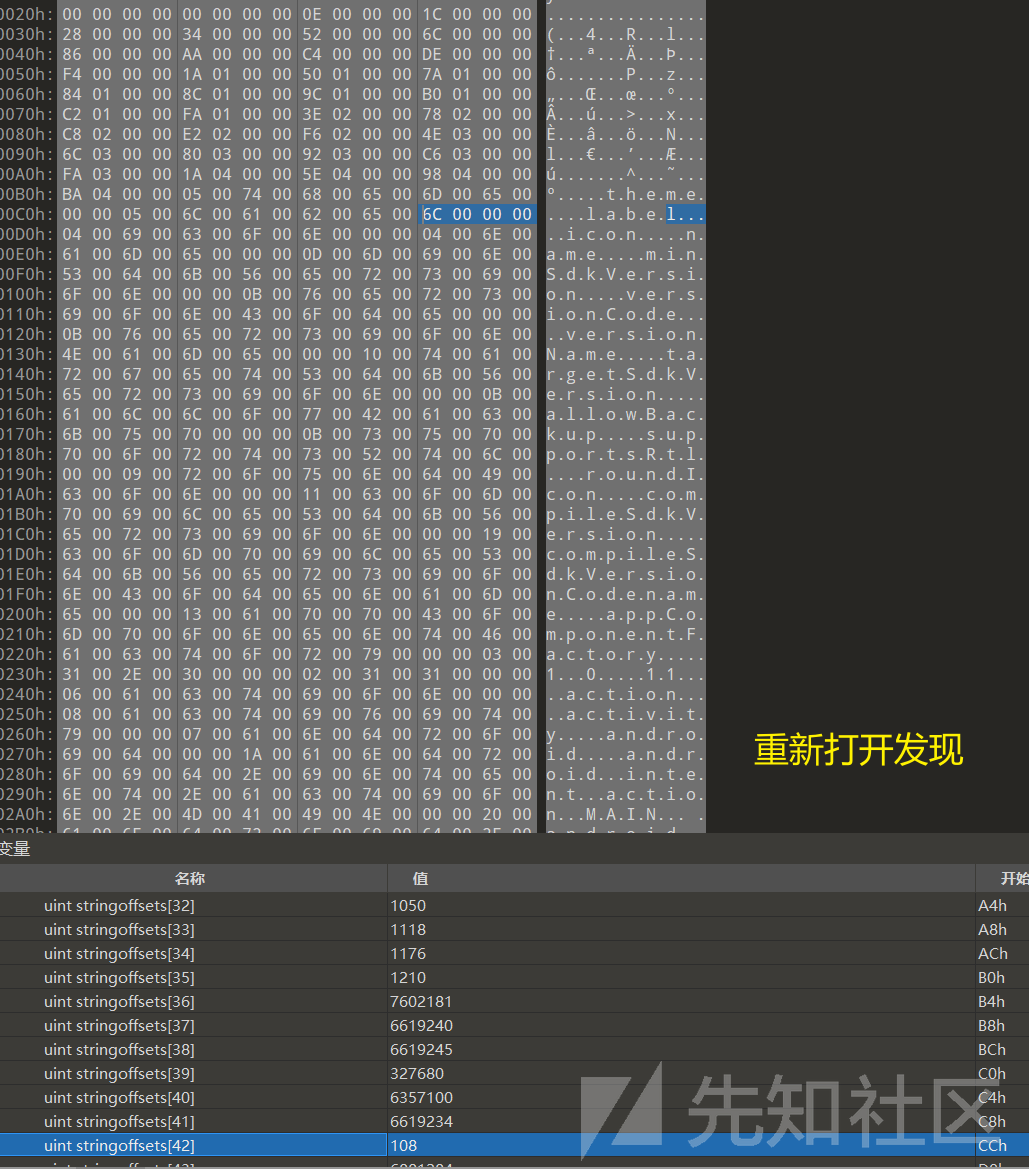 0020h: 00 00 00 00 00 00 00 00 0E 00 00 00 1C 00 00 00 ................
0030h: 28 00 00 00 34 00 00 00 52 00 00 00 6C 00 00 00 (...4...R...l...
0040h: 86 00 00 00 AA 00 00 00 C4 00 00 00 DE 00 00 00 †...ª...Ä...Þ...
0050h: F4 00 00 00 1A 01 00 00 50 01 00 00 7A 01 00 00 ô.......P...z...
0060h: 84 01 00 00 8C 01 00 00 9C 01 00 00 B0 01 00 00 „...Œ...œ...°...
0070h: C2 01 00 00 FA 01 00 00 3E 02 00 00 78 02 00 00 Â...ú...>...x...
0080h: C8 02 00 00 E2 02 00 00 F6 02 00 00 4E 03 00 00 È...â...ö...N...
0090h: 6C 03 00 00 80 03 00 00 92 03 00 00 C6 03 00 00 l...€...’...Æ...
00A0h: FA 03 00 00 1A 04 00 00 5E 04 00 00 98 04 00 00 ú.......^...˜...
00B0h: BA 04 00 00 05 00 74 00 68 00 65 00 6D 00 65 00 º.....t.h.e.m.e.
00C0h: 00 00 05 00 6C 00 61 00 62 00 65 00 6C 00 00 00 ....l.a.b.e.l...
00D0h: 04 00 69 00 63 00 6F 00 6E 00 00 00 04 00 6E 00 ..i.c.o.n.....n.
00E0h: 61 00 6D 00 65 00 00 00 0D 00 6D 00 69 00 6E 00 a.m.e.....m.i.n.
00F0h: 53 00 64 00 6B 00 56 00 65 00 72 00 73 00 69 00 S.d.k.V.e.r.s.i.
0100h: 6F 00 6E 00 00 00 0B 00 76 00 65 00 72 00 73 00 o.n.....v.e.r.s.
0110h: 69 00 6F 00 6E 00 43 00 6F 00 64 00 65 00 00 00 i.o.n.C.o.d.e...
0120h: 0B 00 76 00 65 00 72 00 73 00 69 00 6F 00 6E 00 ..v.e.r.s.i.o.n.
0130h: 4E 00 61 00 6D 00 65 00 00 00 10 00 74 00 61 00 N.a.m.e.....t.a.
0140h: 72 00 67 00 65 00 74 00 53 00 64 00 6B 00 56 00 r.g.e.t.S.d.k.V.
0150h: 65 00 72 00 73 00 69 00 6F 00 6E 00 00 00 0B 00 e.r.s.i.o.n.....
0160h: 61 00 6C 00 6C 00 6F 00 77 00 42 00 61 00 63 00 a.l.l.o.w.B.a.c.
0170h: 6B 00 75 00 70 00 00 00 0B 00 73 00 75 00 70 00 k.u.p.....s.u.p.
0180h: 70 00 6F 00 72 00 74 00 73 00 52 00 74 00 6C 00 p.o.r.t.s.R.t.l.
0190h: 00 00 09 00 72 00 6F 00 75 00 6E 00 64 00 49 00 ....r.o.u.n.d.I.
01A0h: 63 00 6F 00 6E 00 00 00 11 00 63 00 6F 00 6D 00 c.o.n.....c.o.m.
01B0h: 70 00 69 00 6C 00 65 00 53 00 64 00 6B 00 56 00 p.i.l.e.S.d.k.V.
01C0h: 65 00 72 00 73 00 69 00 6F 00 6E 00 00 00 19 00 e.r.s.i.o.n.....
01D0h: 63 00 6F 00 6D 00 70 00 69 00 6C 00 65 00 53 00 c.o.m.p.i.l.e.S.
01E0h: 64 00 6B 00 56 00 65 00 72 00 73 00 69 00 6F 00 d.k.V.e.r.s.i.o.
01F0h: 6E 00 43 00 6F 00 64 00 65 00 6E 00 61 00 6D 00 n.C.o.d.e.n.a.m.
0200h: 65 00 00 00 13 00 61 00 70 00 70 00 43 00 6F 00 e.....a.p.p.C.o.
0210h: 6D 00 70 00 6F 00 6E 00 65 00 6E 00 74 00 46 00 m.p.o.n.e.n.t.F.
0220h: 61 00 63 00 74 00 6F 00 72 00 79 00 00 00 03 00 a.c.t.o.r.y.....
0230h: 31 00 2E 00 30 00 00 00 02 00 31 00 31 00 00 00 1...0.....1.1...
0240h: 06 00 61 00 63 00 74 00 69 00 6F 00 6E 00 00 00 ..a.c.t.i.o.n...
0250h: 08 00 61 00 63 00 74 00 69 00 76 00 69 00 74 00 ..a.c.t.i.v.i.t.
0260h: 79 00 00 00 07 00 61 00 6E 00 64 00 72 00 6F 00 y.....a.n.d.r.o.
0270h: 69 00 64 00 00 00 1A 00 61 00 6E 00 64 00 72 00 i.d.....a.n.d.r.
0280h: 6F 00 69 00 64 00 2E 00 69 00 6E 00 74 00 65 00 o.i.d...i.n.t.e.
0290h: 6E 00 74 00 2E 00 61 00 63 00 74 00 69 00 6F 00 n.t...a.c.t.i.o.
02A0h: 6E 00 2E 00 4D 00 41 00 49 00 4E 00 00 00 20 00 n...M.A.I.N... .
重新打开发现
变量
名称 值 开始
uint stringoffsets[32] 1050 A4h
uint stringoffsets[33] 1118 A8h
uint stringoffsets[34] 1176 ACh
uint stringoffsets[35] 1210 B0h
uint stringoffsets[36] 7602181 B4h
uint stringoffsets[37] 6619240 B8h
uint stringoffsets[38] 6619245 BCh
uint stringoffsets[39] 327680 C0h
uint stringoffsets[40] 6357100 C4h
uint stringoffsets[41] 6619234 C8h
uint stringoffsets[42] 108 CCh
先知社区